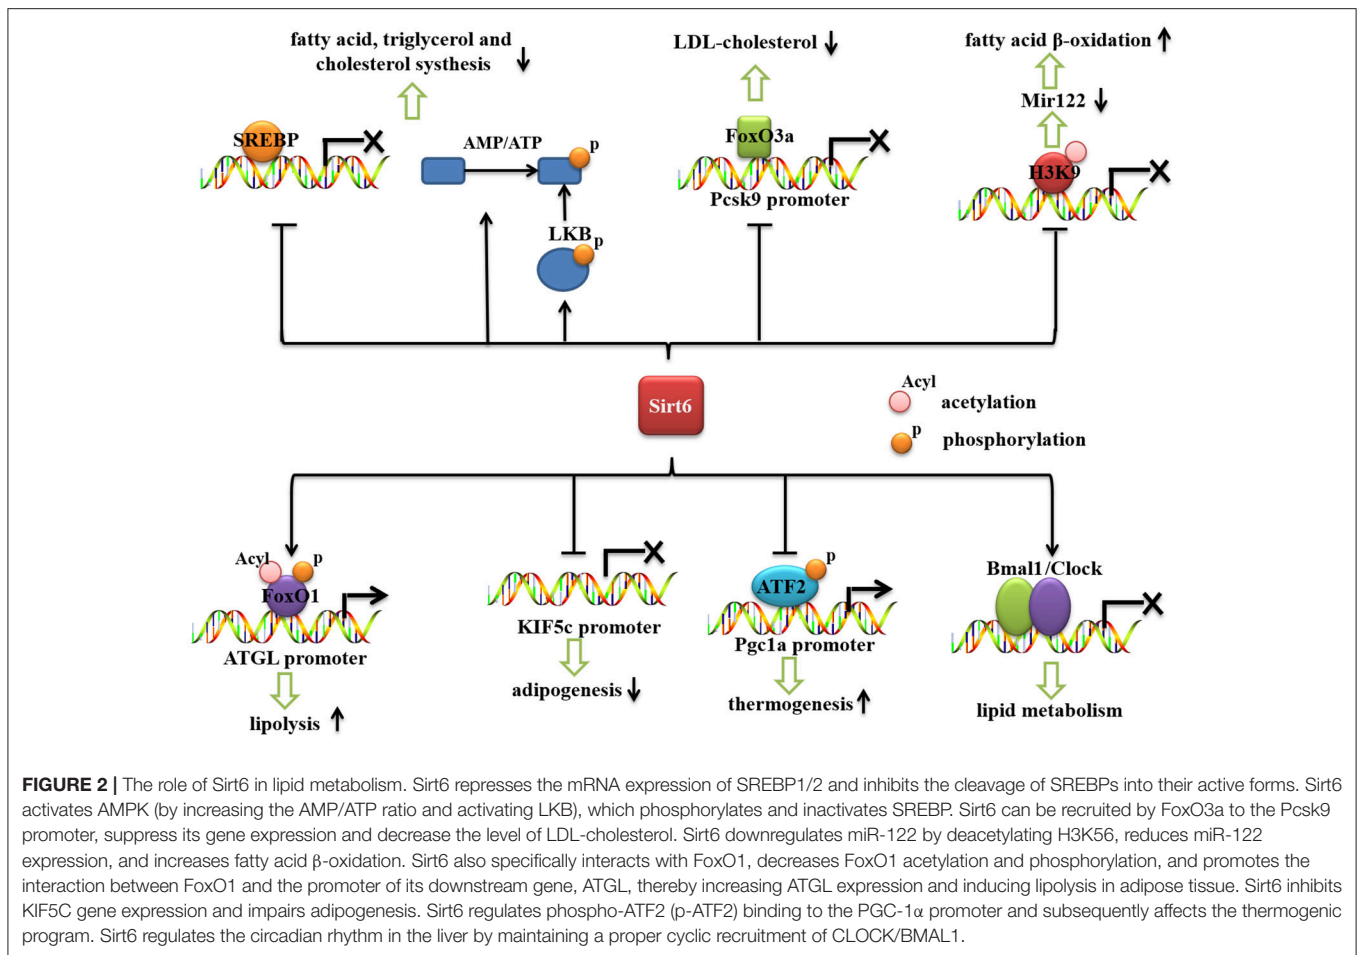 fatty acid, triglycerol and
cholesterol systhesis
LDL-cholesterol
fatty acid β-oxidation
Mir122
SREBP
AMP/ATP
p
FoxO3a
H3K9
Pcsk9 promoter
LKB
p
Sirt6
Acyl
acetylation
p
phosphorylation
Acyl
p
FoxO1
ATGL promoter
lipolysis
KIF5c promoter
adipogenesis
p
ATF2
Pgc1a promoter
thermogenesis
Bmal1/Clock
lipid metabolism
FIGURE 2 | The role of Sirt6 in lipid metabolism. Sirt6 represses the mRNA expression of SREBP1/2 and inhibits the cleavage of SREBPs into their active forms. Sirt6
activates AMPK (by increasing the AMP/ATP ratio and activating LKB), which phosphorylates and inactivates SREBP. Sirt6 can be recruited by FoxO3a to the Pcsk9
promoter, suppress its gene expression and decrease the level of LDL-cholesterol. Sirt6 downregulates miR-122 by deacetylating H3K56, reduces miR-122
expression, and increases fatty acid β-oxidation. Sirt6 also specifically interacts with FoxO1, decreases FoxO1 acetylation and phosphorylation, and promotes the
interaction between FoxO1 and the promoter of its downstream gene, ATGL, thereby increasing ATGL expression and inducing lipolysis in adipose tissue. Sirt6 inhibits
KIF5C gene expression and impairs adipogenesis. Sirt6 regulates phospho-ATF2 (p-ATF2) binding to the PGC-1α promoter and subsequently affects the thermogenic
program. Sirt6 regulates the circadian rhythm in the liver by maintaining a proper cyclic recruitment of CLOCK/BMAL1.